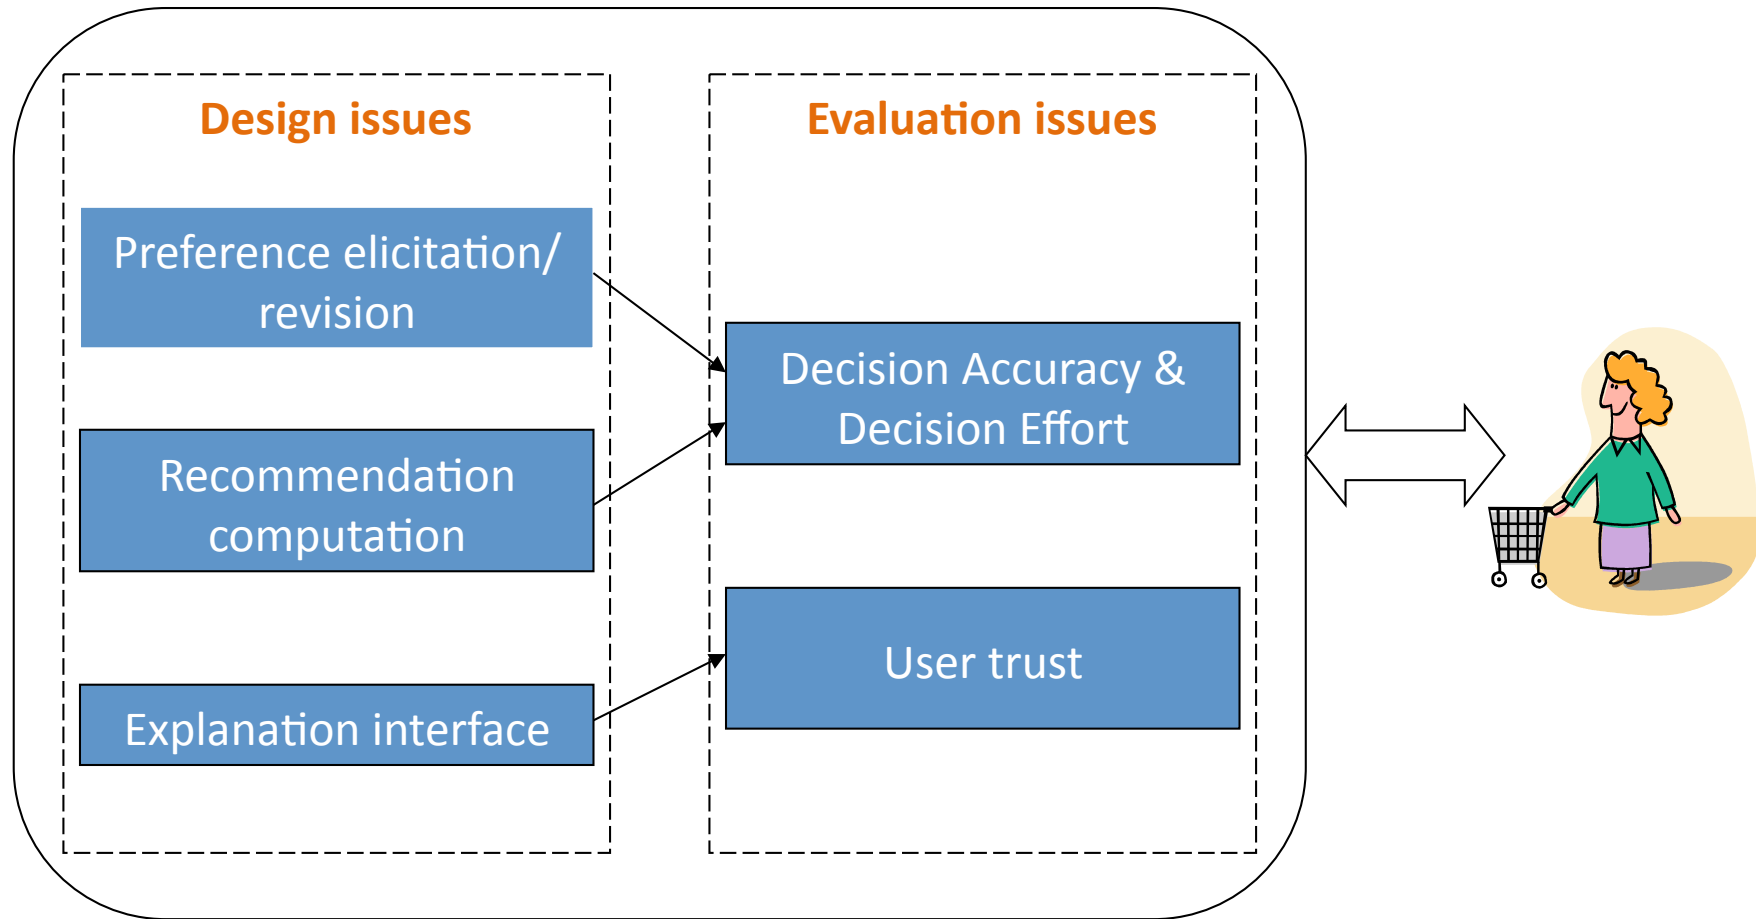 Design issues
Preference elicitation/
revision
Recommendation
computation
Explanation interface
Evaluation issues
Decision Accuracy &
Decision Effort
User trust